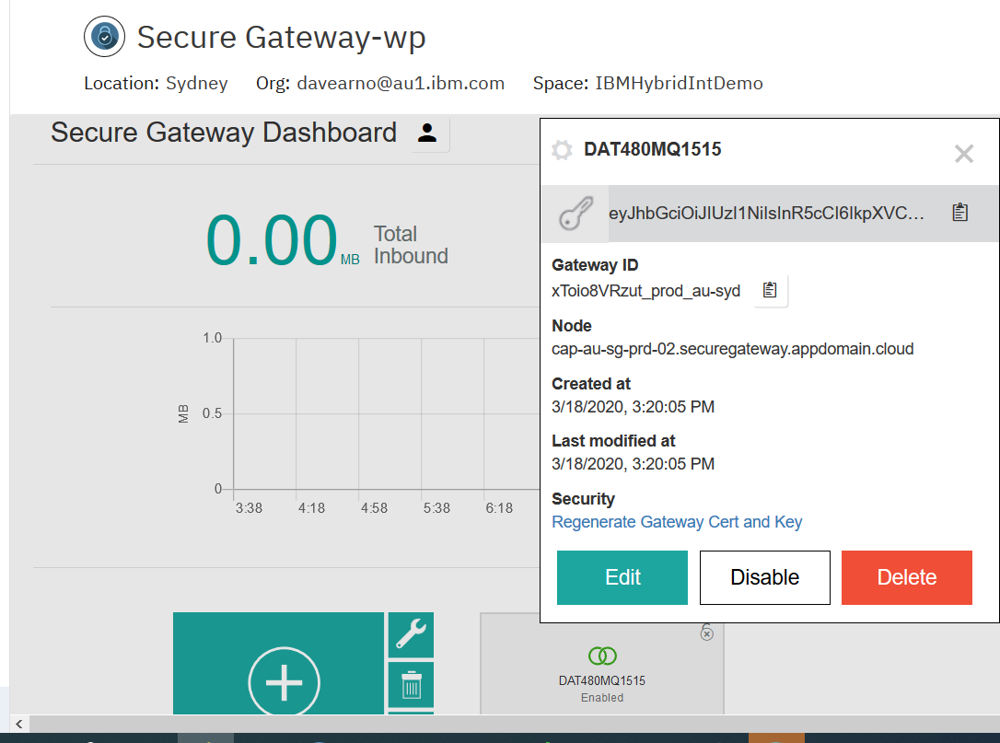 Secure Gateway-wp
Location: Sydney Org: davearno@au1.ibm.com Space: IBMHybridIntDemo
Secure Gateway Dashboard
0.00 MB Total Inbound
1.0
MB
0.5
0
3:38 4:18 4:58 5:38 6:18
DAT480MQ1515
eyJhbGciOiJIUzI1NiIsInR5cCI6IkpXVC...
Gateway ID
xToio8VRzut_prod_au-syd
Node
cap-au-sg-prd-02.securegateway.appdomain.cloud
Created at
3/18/2020, 3:20:05 PM
Last modified at
3/18/2020, 3:20:05 PM
Security
Regenerate Gateway Cert and Key
Edit Disable Delete
DAT480MQ1515
Enabled